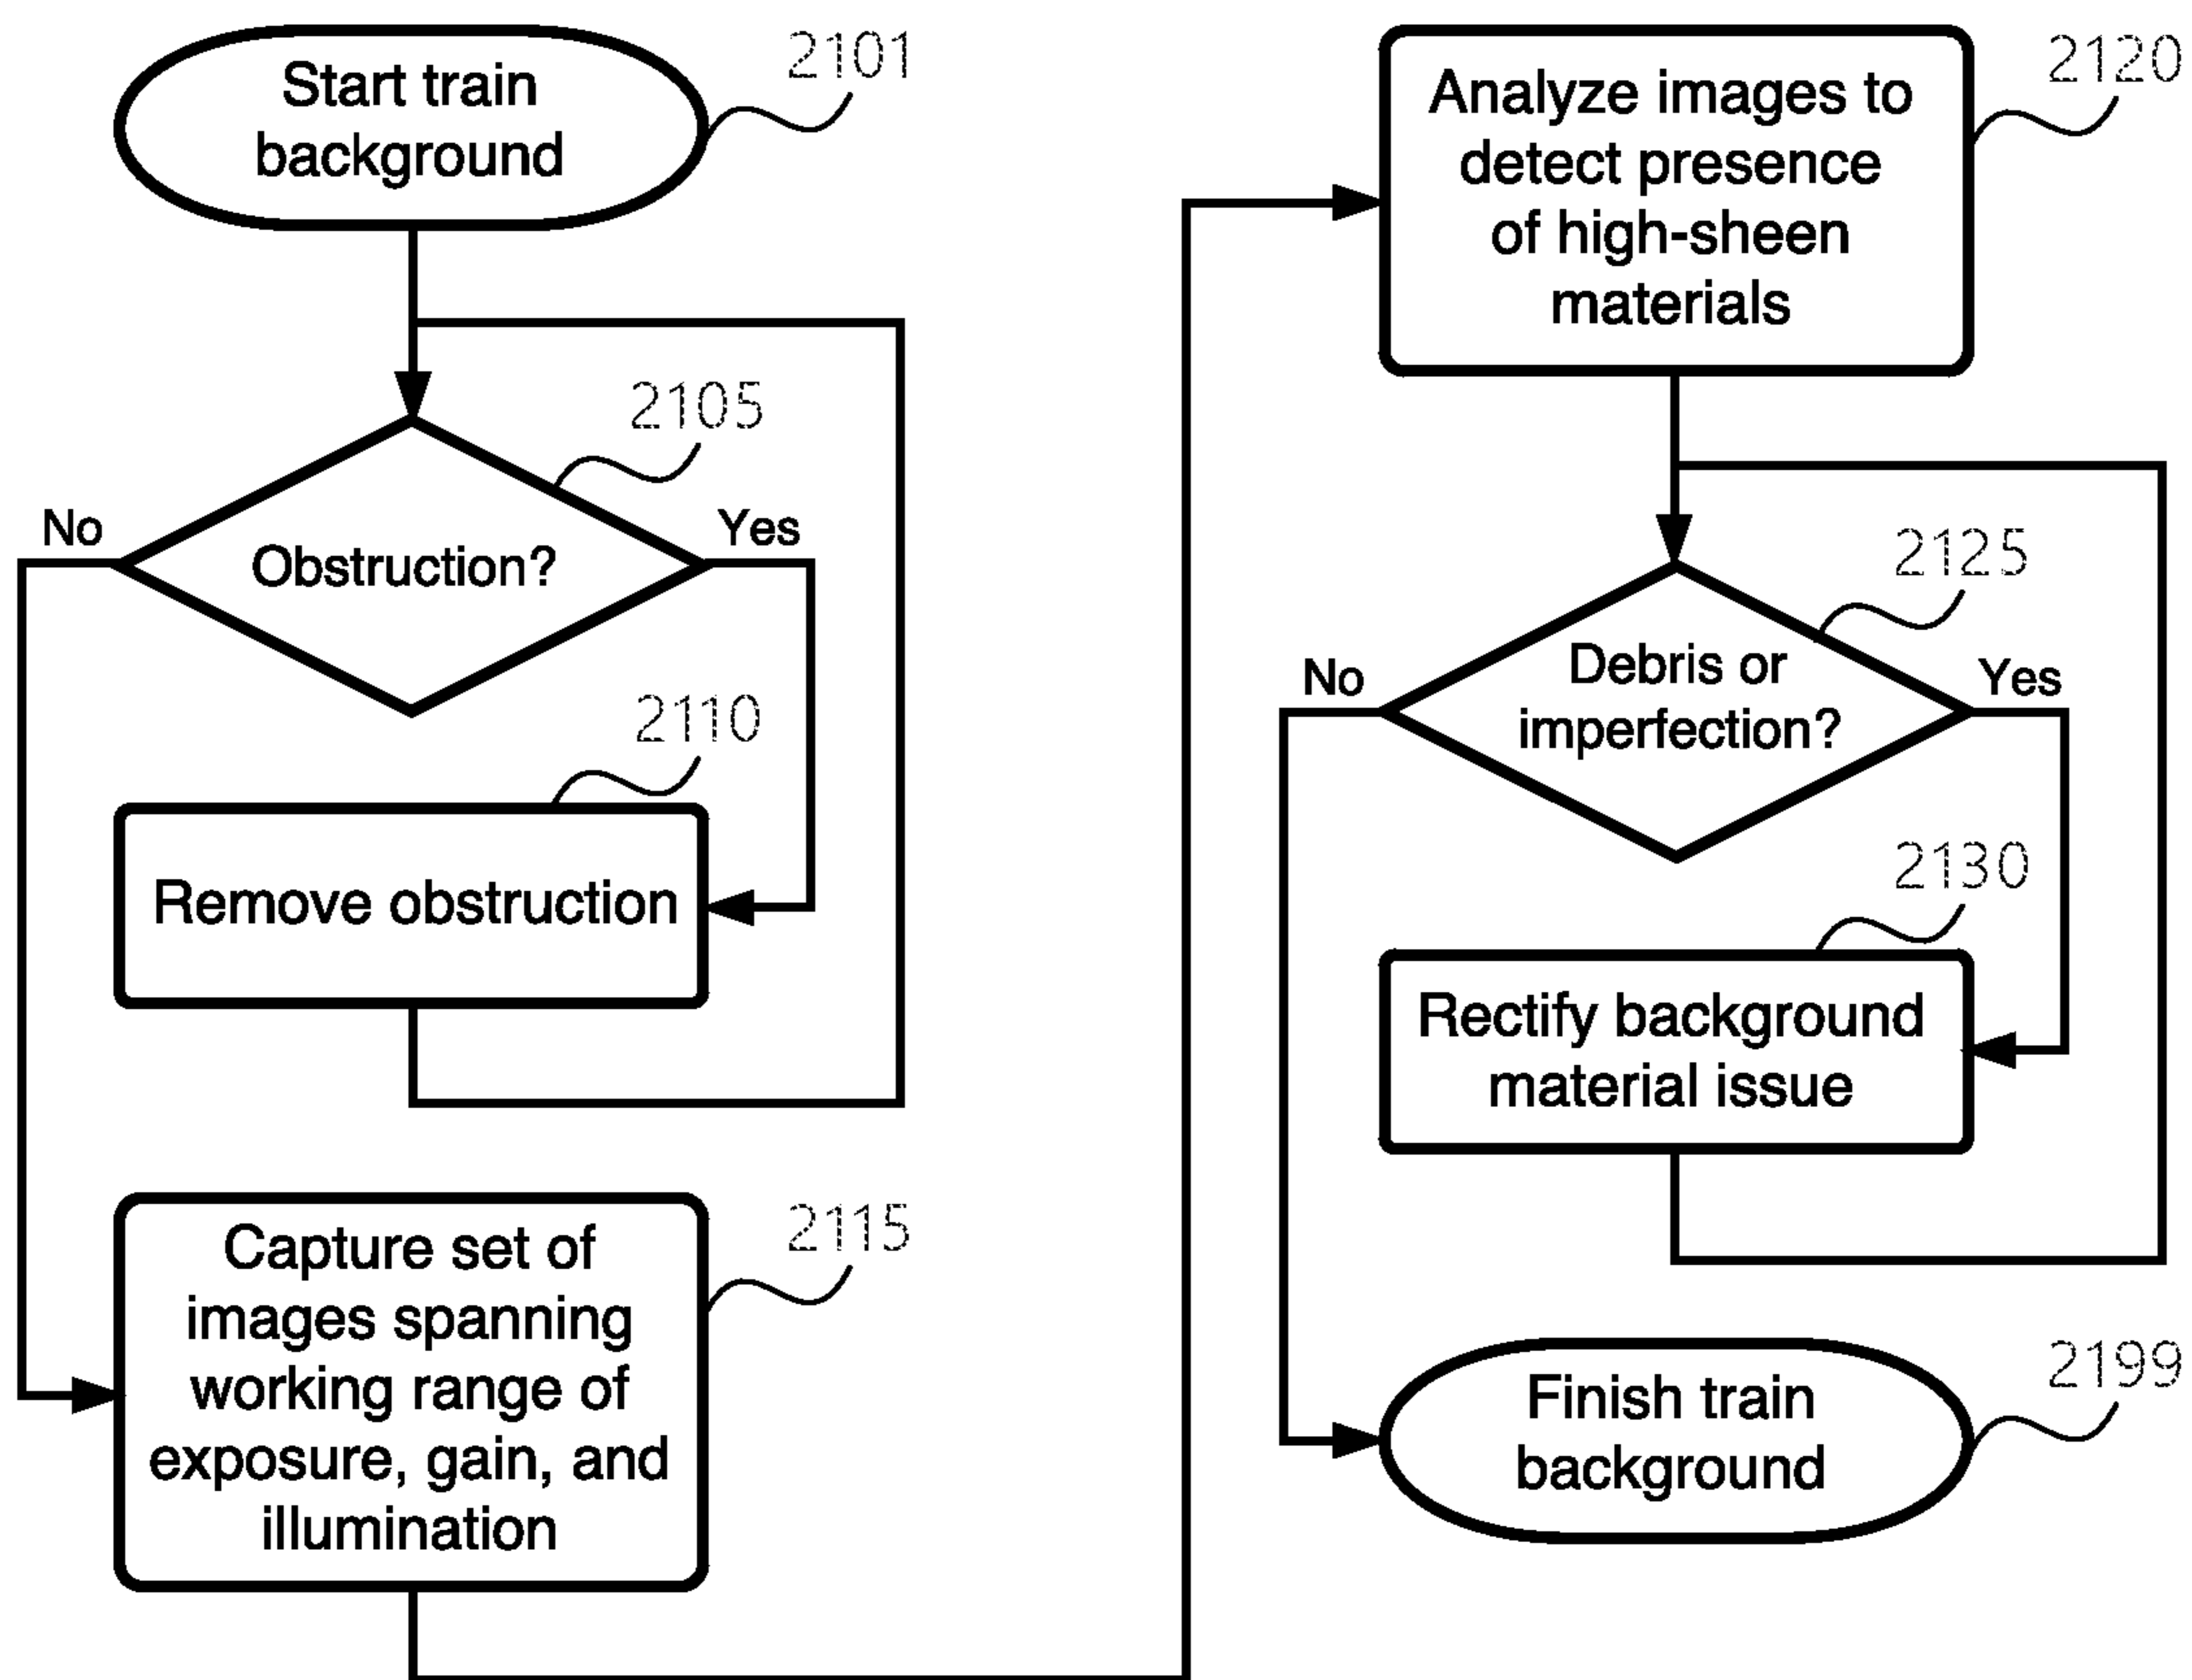 Start train
background
2101
2105
No
Yes
Obstruction?
2110
Remove obstruction
Capture set of
images spanning
working range of
exposure, gain, and
illumination
2115
Analyze images to
detect presence
of high-sheen
materials
2120
2125
No
Yes
Debris or
imperfection?
2130
Rectify background
material issue
Finish train
background
2199